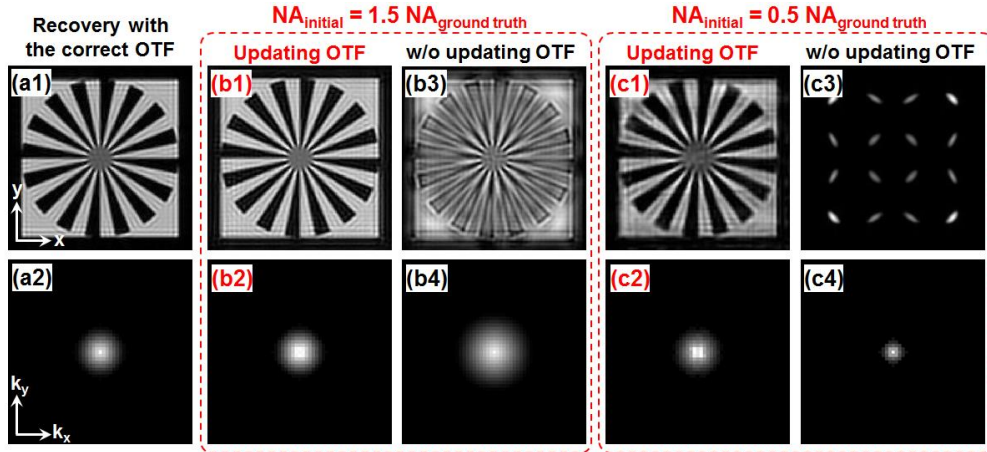 Recovery with
the correct OTF
NA_initial = 1.5 NA_ground truth
NA_initial = 0.5 NA_ground truth
Updating OTF
w/o updating OTF
Updating OTF
w/o updating OTF
(a1)
(b1)
(b3)
(c1)
(c3)
y
x
(a2)
(b2)
(b4)
(c2)
(c4)
k_y
k_x